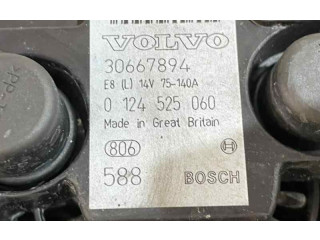 VOLVO
30667894
E8 (L) 14V 75-140A
0 124 525 060
Made in Great Britain
806
588 BOSCH